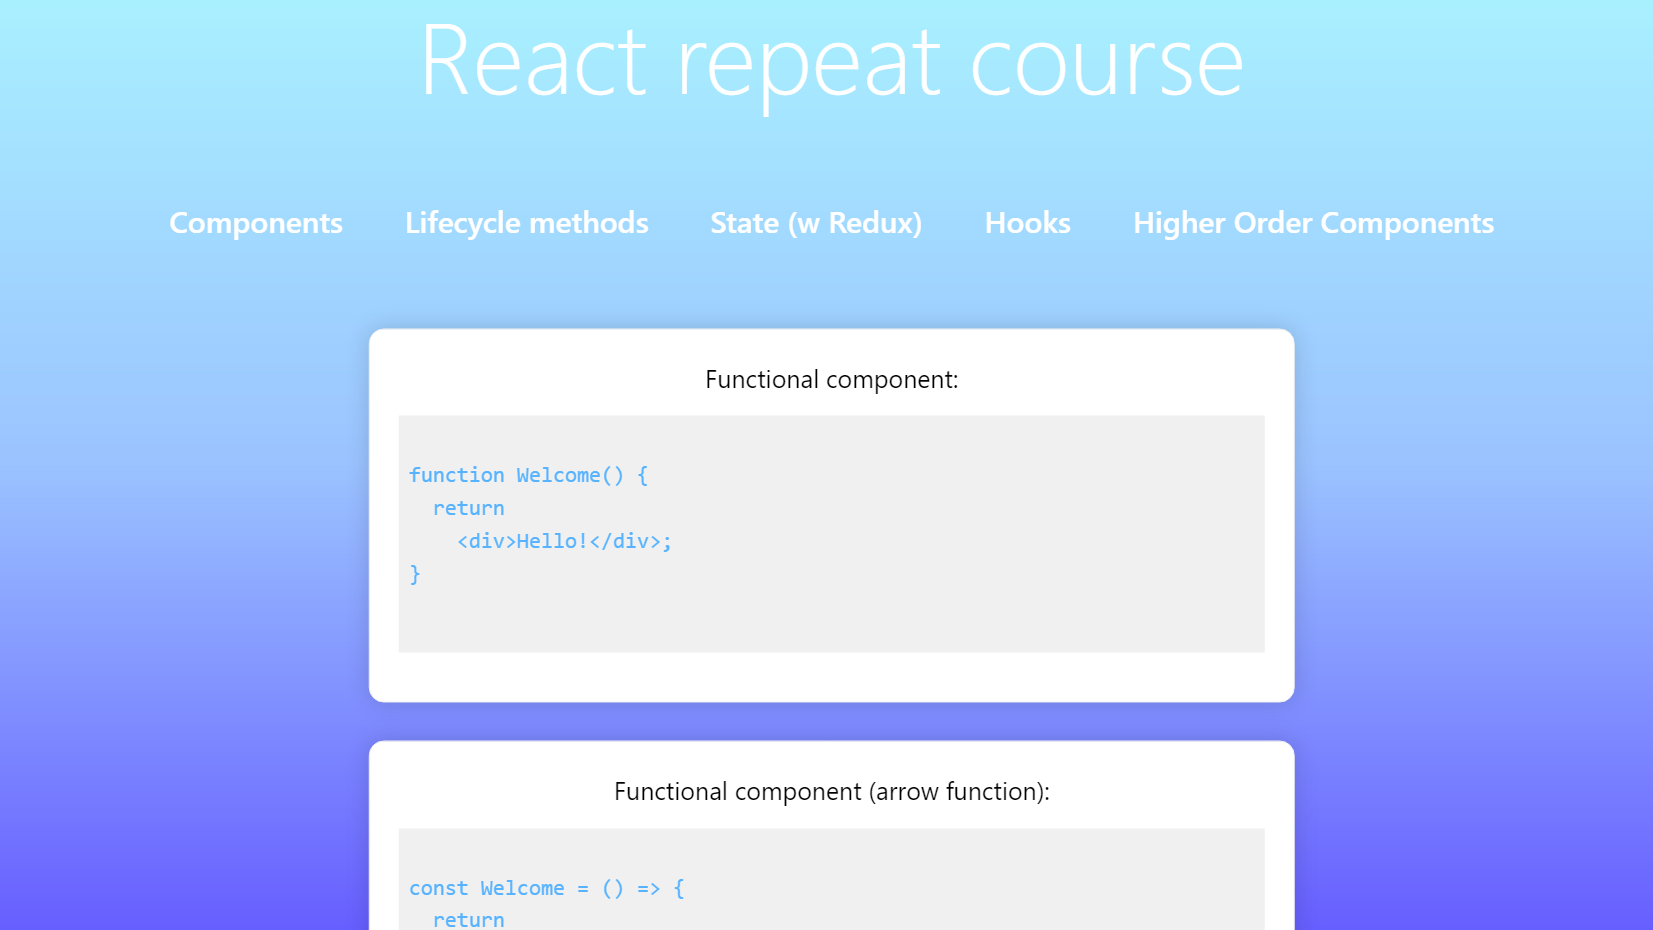 React repeat course
Components Lifecycle methods State (w Redux) Hooks Higher Order Components
Functional component:
function Welcome() {
  return
    <div>Hello!</div>;
}
Functional component (arrow function):
const Welcome = () => {
  return